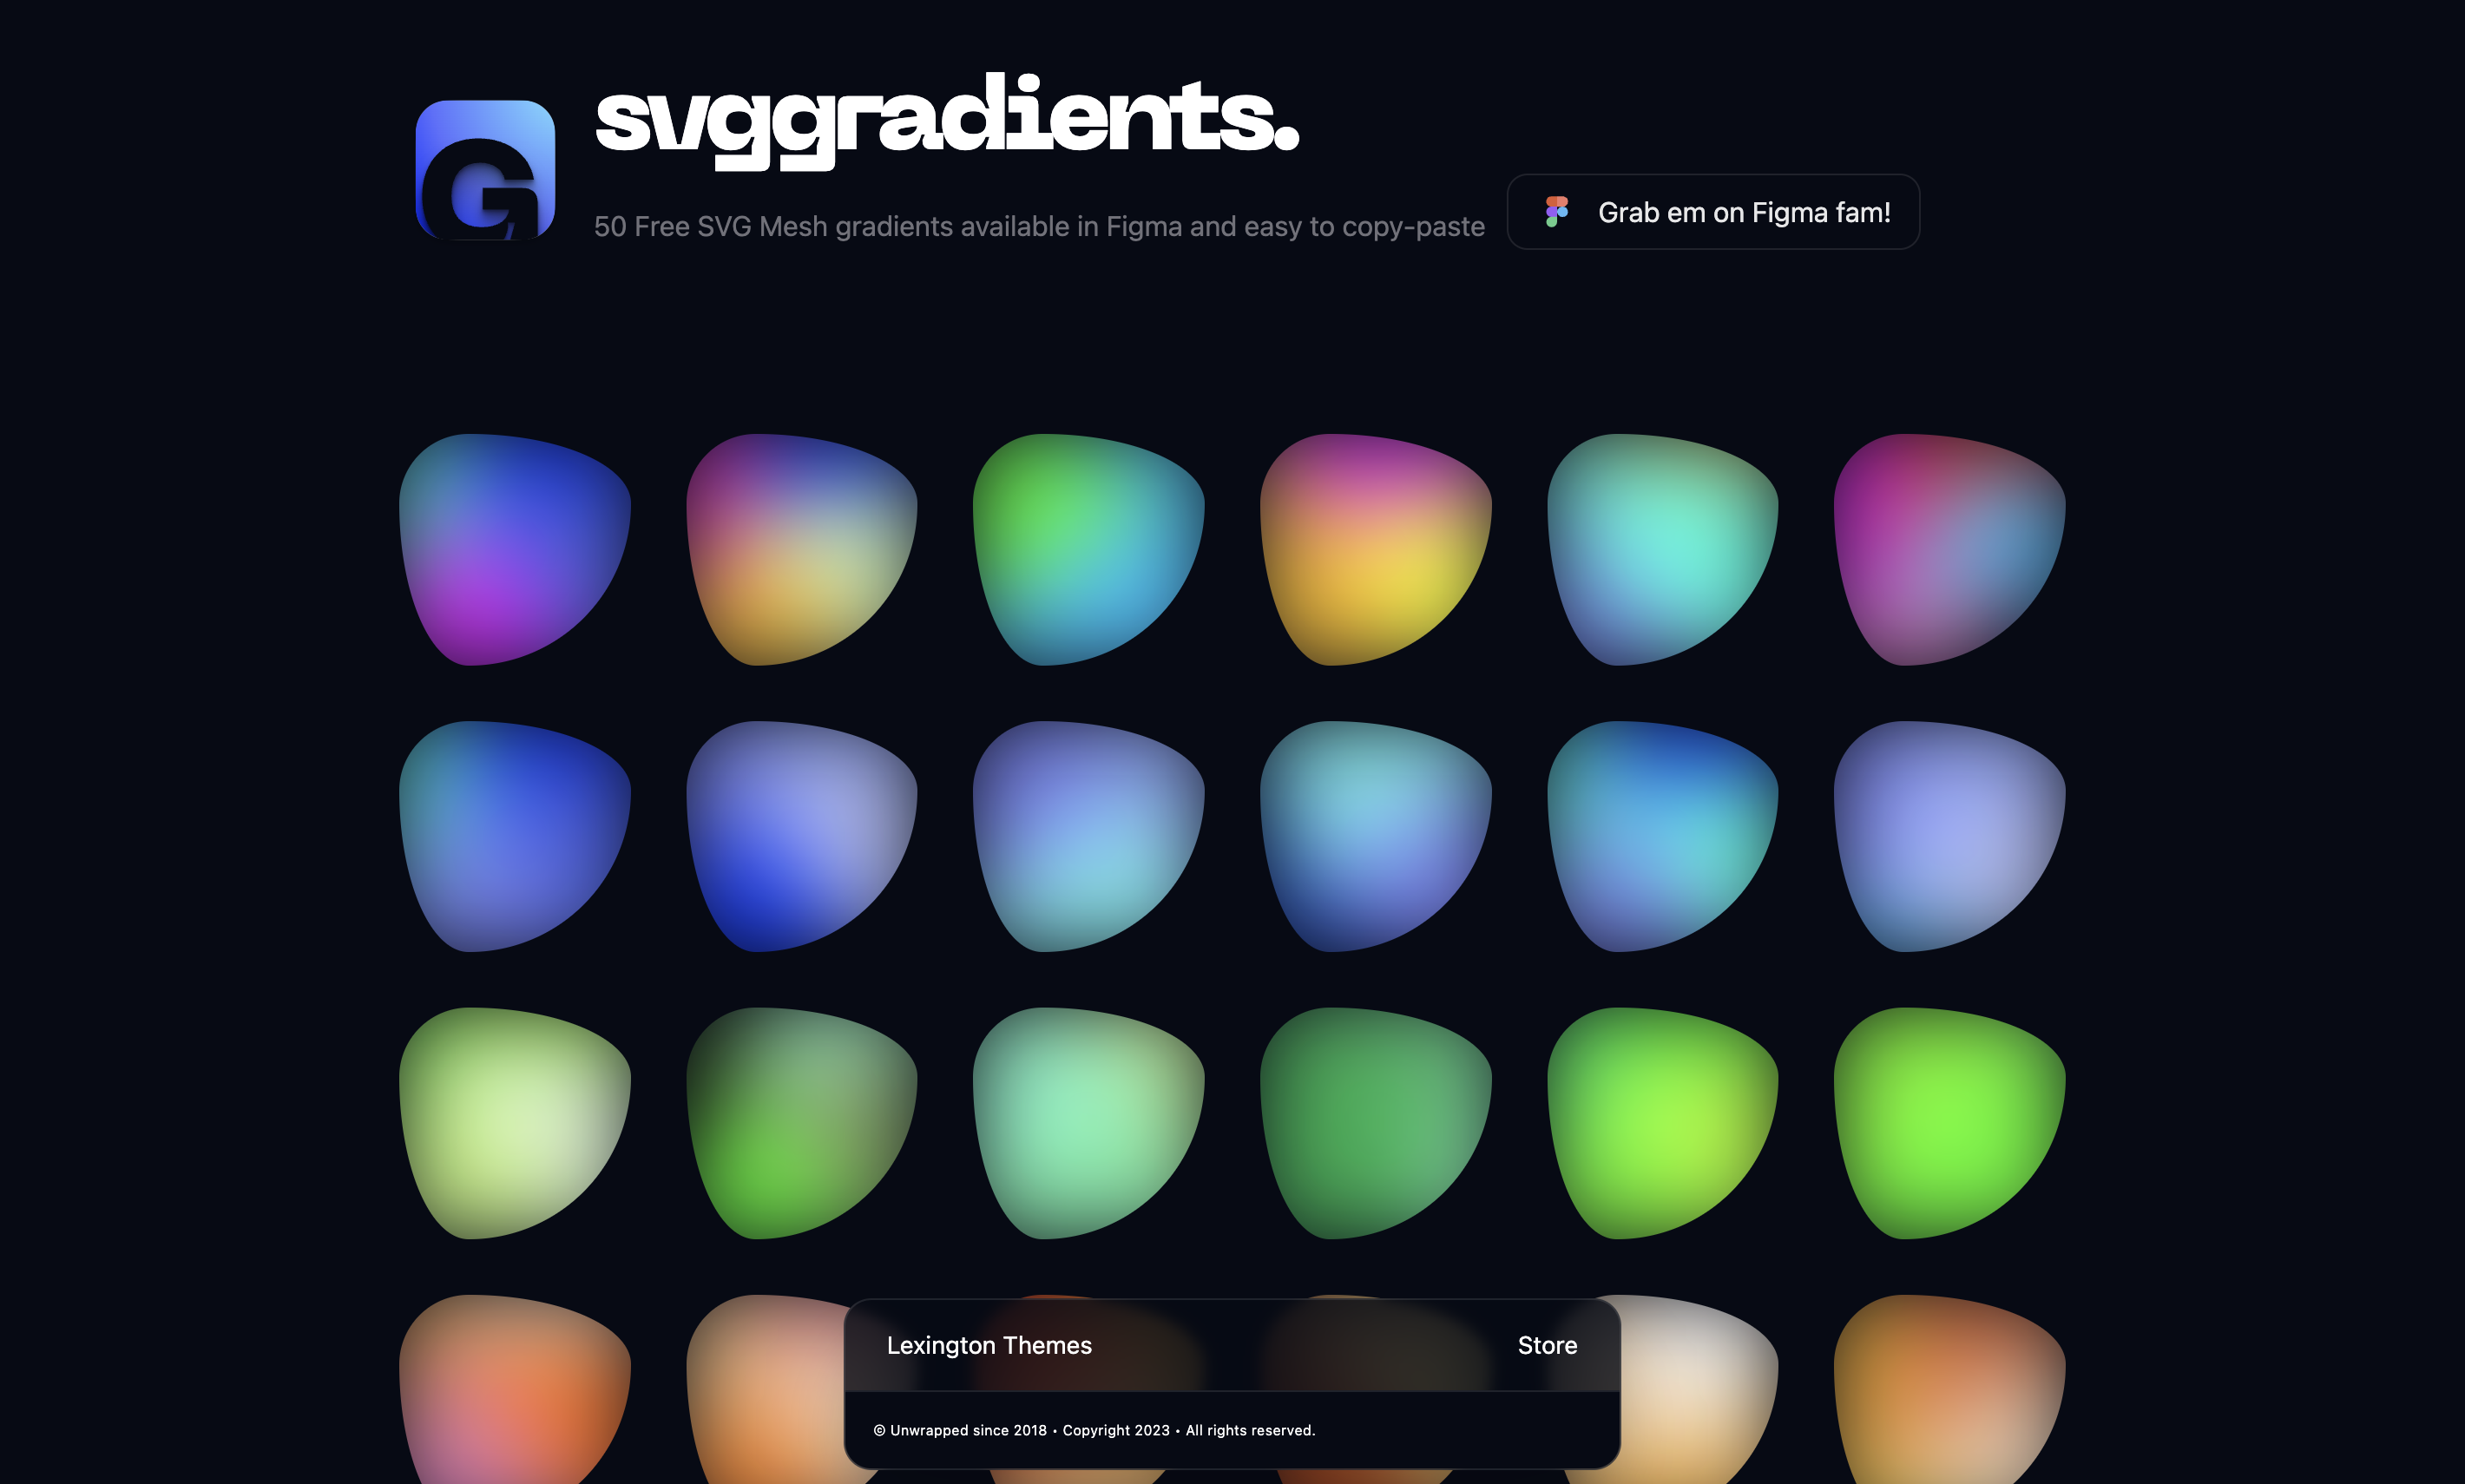 G
svggradients.
50 Free SVG Mesh gradients available in Figma and easy to copy-paste
Grab em on Figma fam!
Lexington Themes
Store
© Unwrapped since 2018 • Copyright 2023 • All rights reserved.